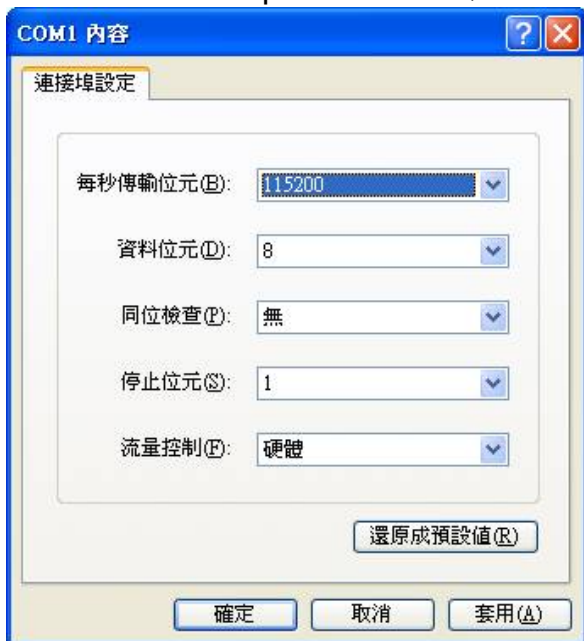 COM1 內容
連接埠設定
每秒傳輸位元(B): 115200
資料位元(D): 8
同位檢查(P): 無
停止位元(S): 1
流量控制(F): 硬體
還原成預設值(R)
確定 取消 套用(A)